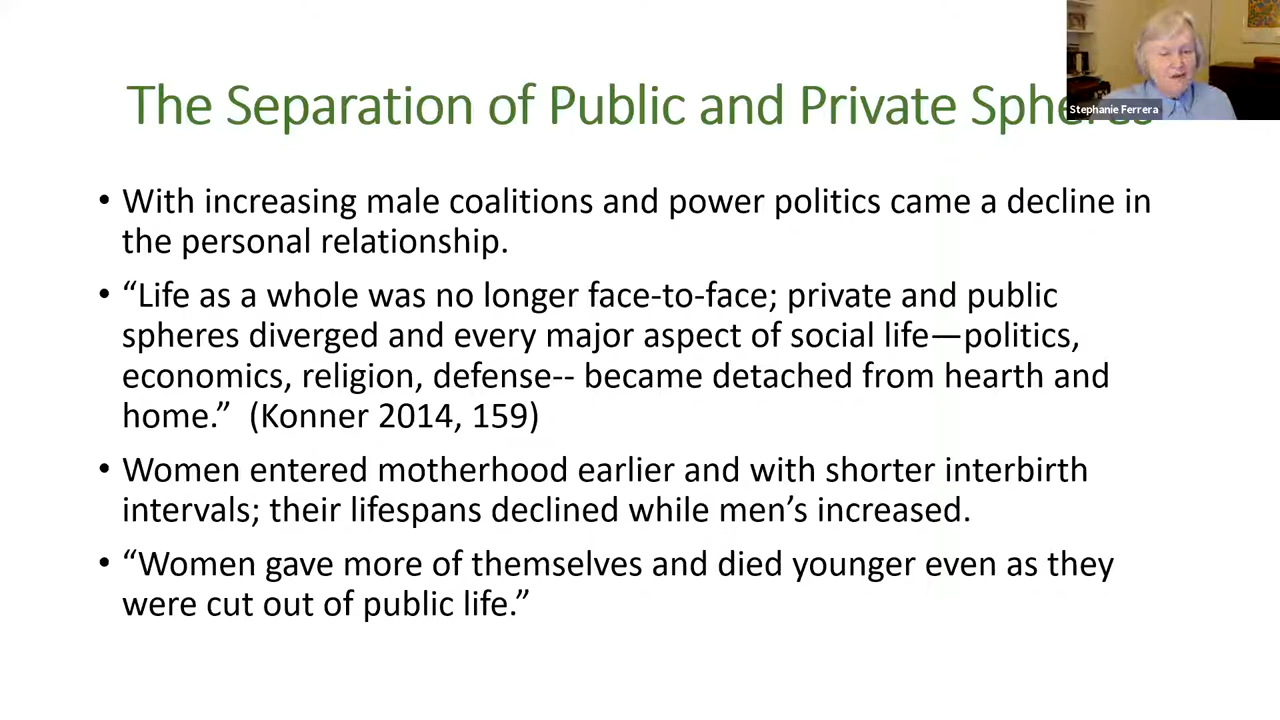 The Separation of Public and Private Spheres
Stephanie Ferrera
• With increasing male coalitions and power politics came a decline in
the personal relationship.
• “Life as a whole was no longer face-to-face; private and public
spheres diverged and every major aspect of social life—politics,
economics, religion, defense-- became detached from hearth and
home.”  (Konner 2014, 159)
• Women entered motherhood earlier and with shorter interbirth
intervals; their lifespans declined while men’s increased.
• “Women gave more of themselves and died younger even as they
were cut out of public life.”